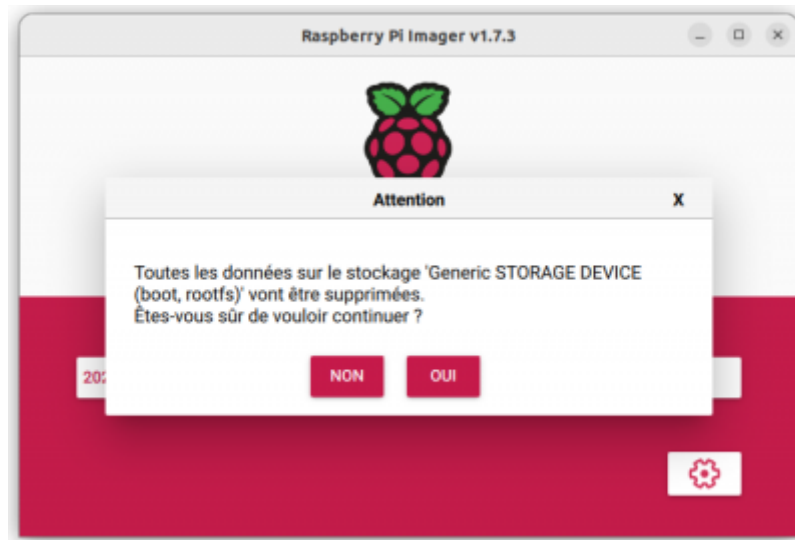 Raspberry Pi Imager v1.7.3
Attention
X
Toutes les données sur le stockage 'Generic STORAGE DEVICE
(boot, rootfs)' vont être supprimées.
Êtes-vous sûr de vouloir continuer ?
NON
OUI